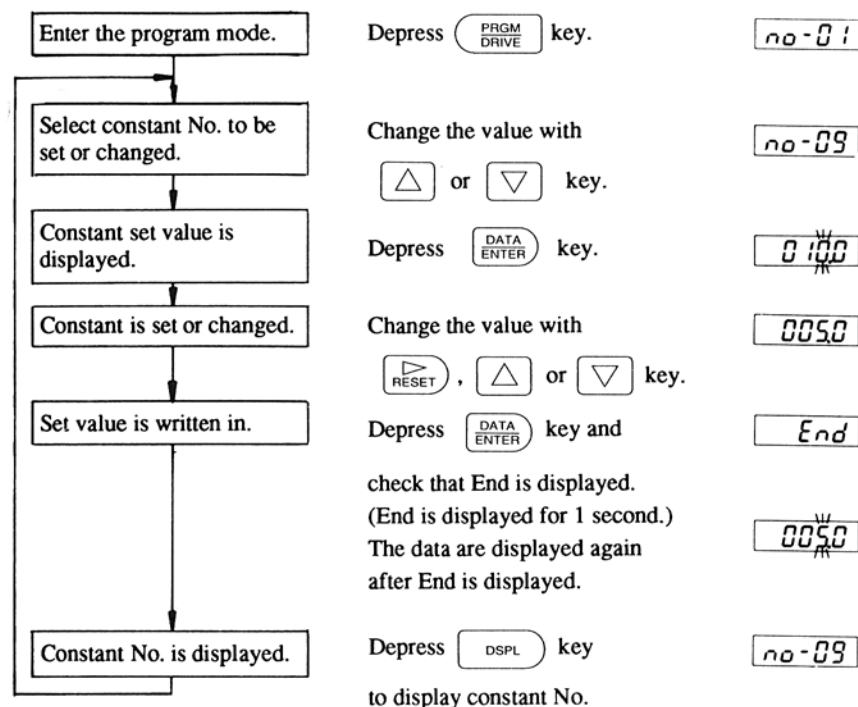 Enter the program mode.
Depress PRGM DRIVE key.
no-01
Select constant No. to be
set or changed.
Change the value with
△ or ▽ key.
no-09
Constant set value is
displayed.
Depress DATA ENTER key.
010.0
Constant is set or changed.
Change the value with
▷ RESET , △ or ▽ key.
005.0
Set value is written in.
Depress DATA ENTER key and
End
check that End is displayed.
(End is displayed for 1 second.)
The data are displayed again
after End is displayed.
005.0
Constant No. is displayed.
Depress DSPL key
to display constant No.
no-09